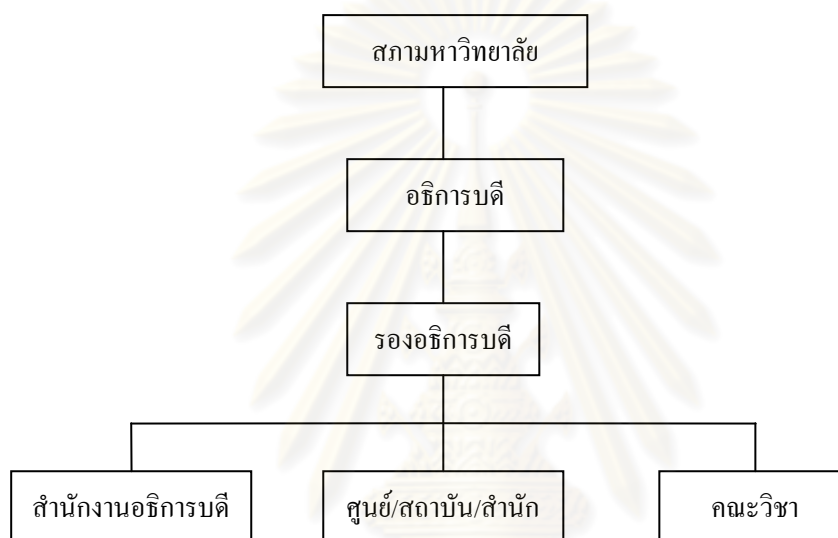 สภามหาวิทยาลัย
อธิการบดี
รองอธิการบดี
สำนักงานอธิการบดี
ศูนย์/สถาบัน/สำนัก
คณะวิชา